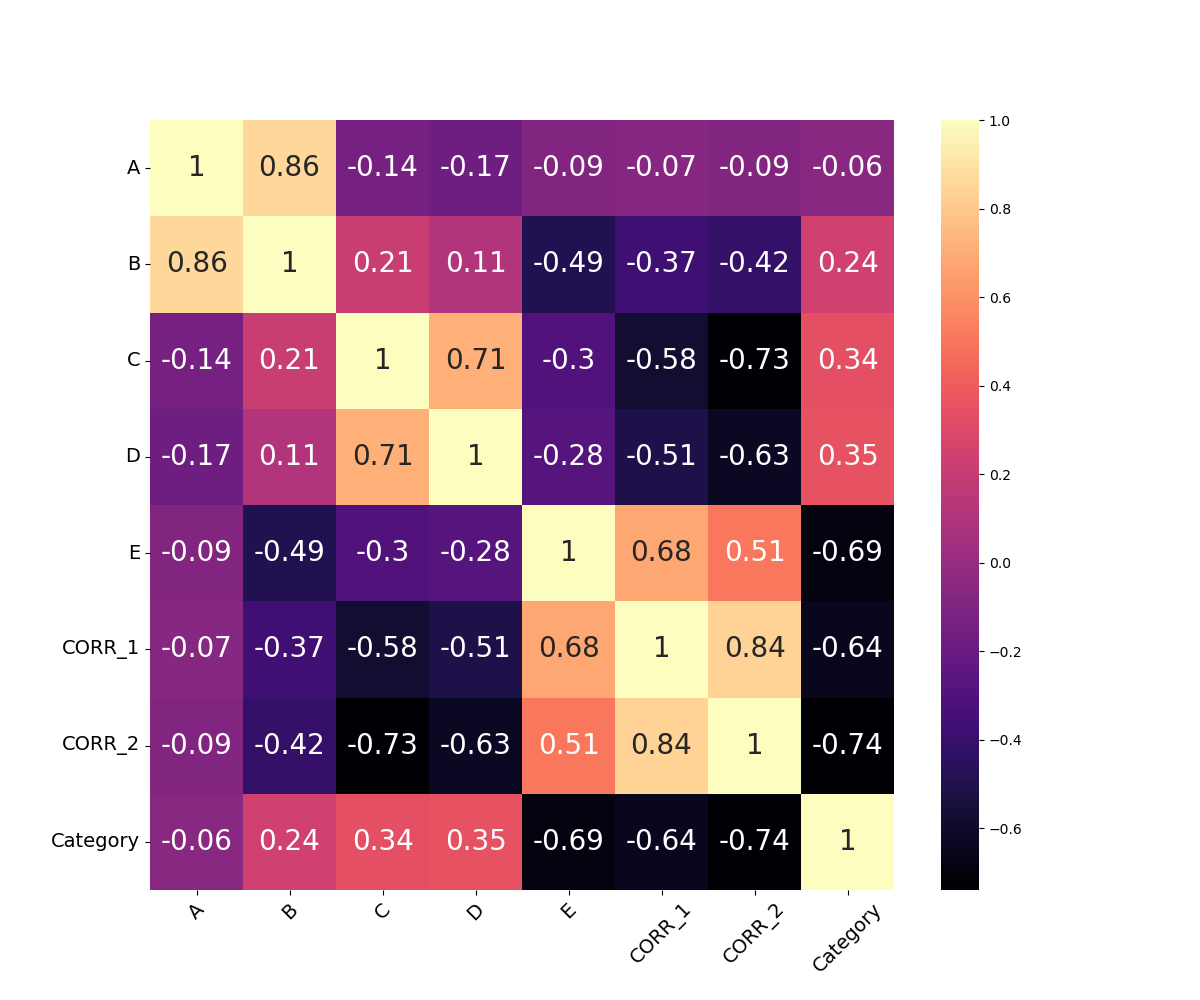 A 1 0.86 -0.14 -0.17 -0.09 -0.07 -0.09 -0.06
B 0.86 1 0.21 0.11 -0.49 -0.37 -0.42 0.24
C -0.14 0.21 1 0.71 -0.3 -0.58 -0.73 0.34
D -0.17 0.11 0.71 1 -0.28 -0.51 -0.63 0.35
E -0.09 -0.49 -0.3 -0.28 1 0.68 0.51 -0.69
CORR_1 -0.07 -0.37 -0.58 -0.51 0.68 1 0.84 -0.64
CORR_2 -0.09 -0.42 -0.73 -0.63 0.51 0.84 1 -0.74
Category -0.06 0.24 0.34 0.35 -0.69 -0.64 -0.74 1
A B C D E CORR_1 CORR_2 Category
1.0
0.8
0.6
0.4
0.2
0.0
−0.2
−0.4
−0.6